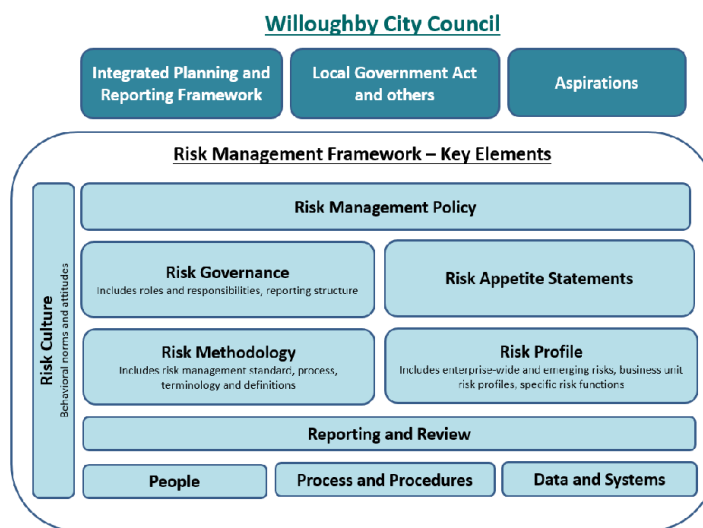 Willoughby City Council
Integrated Planning and
Reporting Framework
Local Government Act
and others
Aspirations
Risk Management Framework – Key Elements
Risk Culture
Behavioral norms and attitudes
Risk Management Policy
Risk Governance
Includes roles and responsibilities, reporting structure
Risk Appetite Statements
Risk Methodology
Includes risk management standard, process,
terminology and definitions
Risk Profile
Includes enterprise-wide and emerging risks, business unit
risk profiles, specific risk functions
Reporting and Review
People
Process and Procedures
Data and Systems